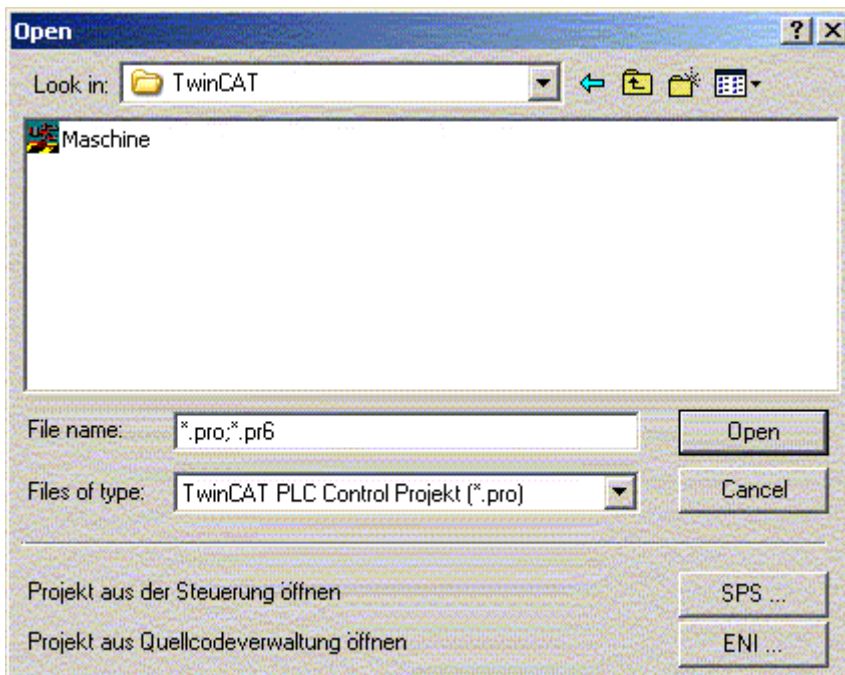 Open
Look in: TwinCAT
Maschine
File name: *.pro;*.pr6 Open
Files of type: TwinCAT PLC Control Projekt (*.pro) Cancel
Projekt aus der Steuerung öffnen SPS ...
Projekt aus Quellcodeverwaltung öffnen ENI ...